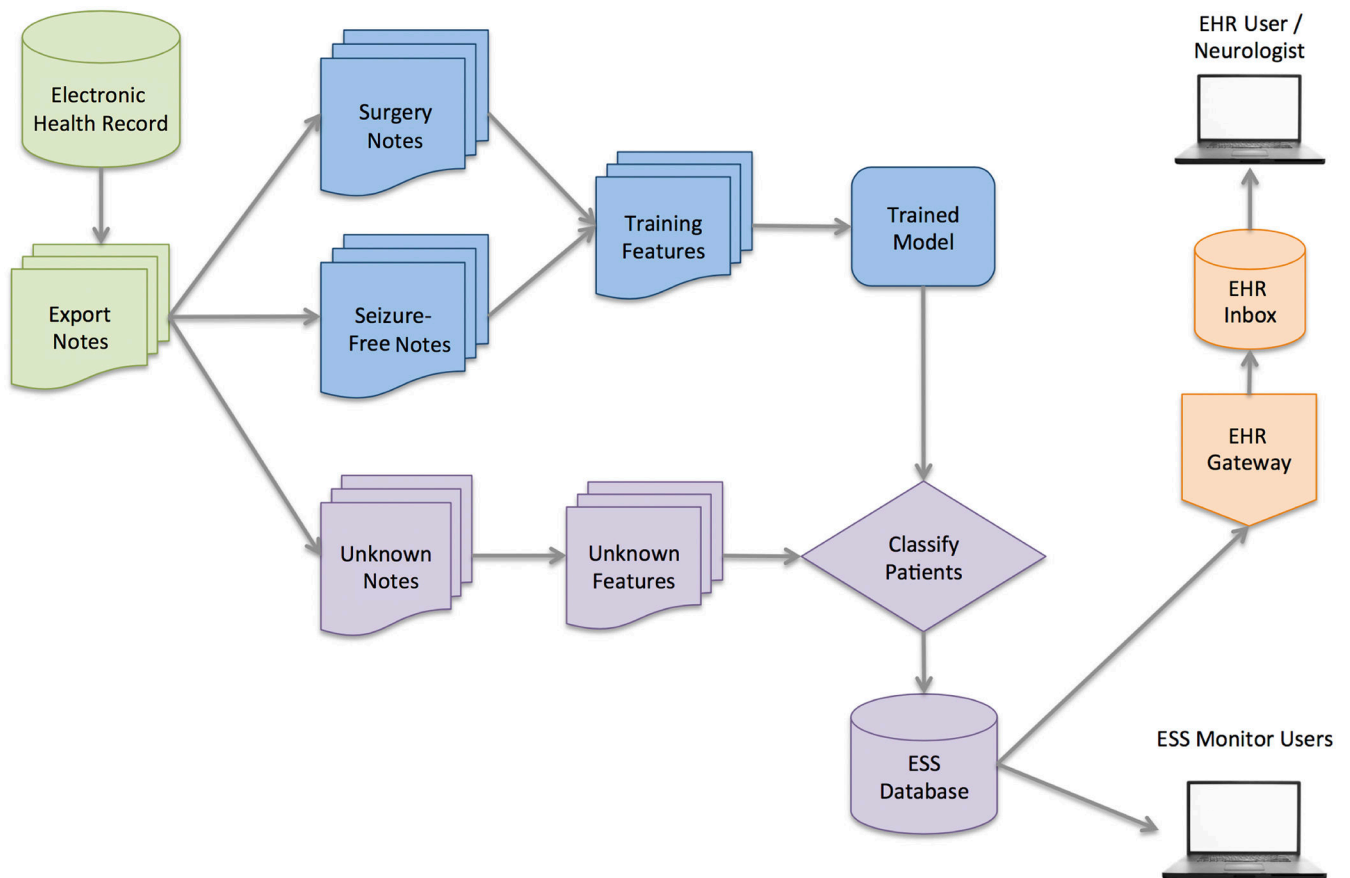 Electronic
Health Record
Export
Notes
Surgery
Notes
Seizure-
Free Notes
Training
Features
Trained
Model
Unknown
Notes
Unknown
Features
Classify
Patients
ESS
Database
EHR User /
Neurologist
EHR
Inbox
EHR
Gateway
ESS Monitor Users